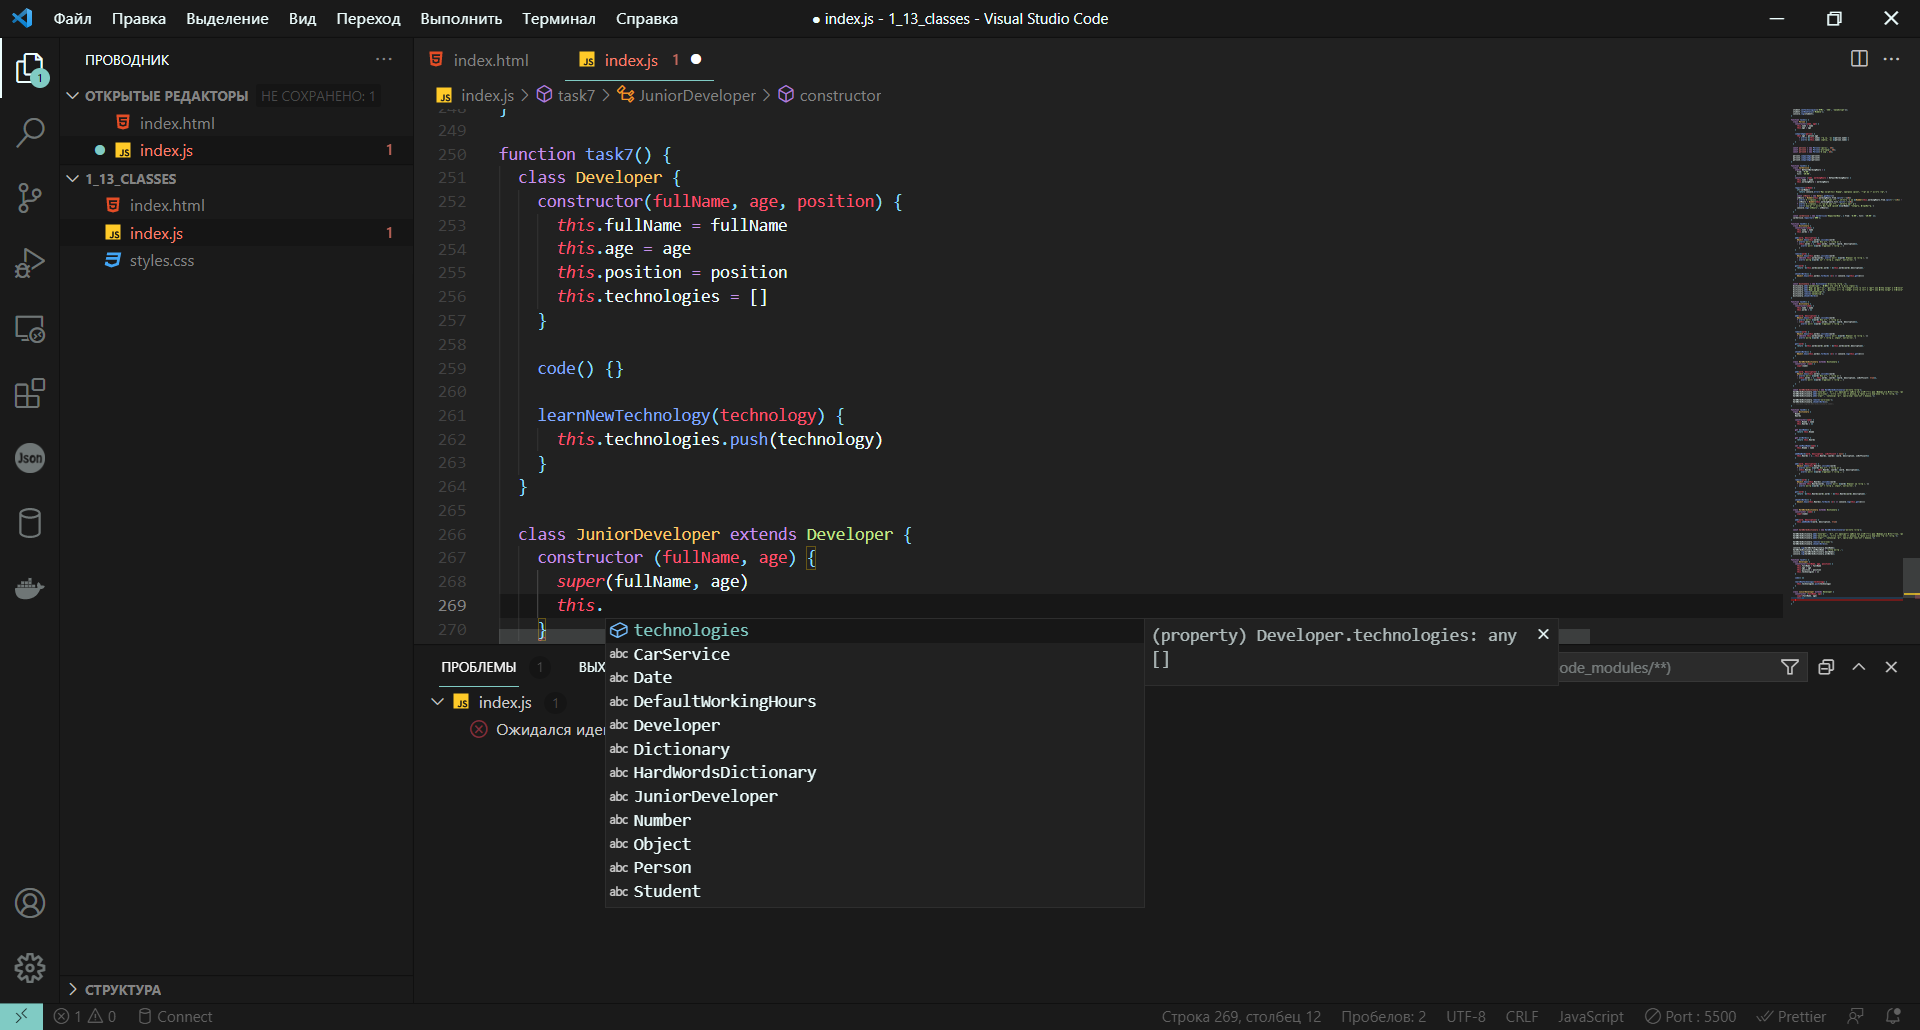 Файл Правка Выделение Вид Переход Выполнить Терминал Справка
● index.js - 1_13_classes - Visual Studio Code
ПРОВОДНИК
ОТКРЫТЫЕ РЕДАКТОРЫ НЕ СОХРАНЕНО: 1
index.html
index.js 1
1_13_CLASSES
index.html
index.js 1
styles.css
СТРУКТУРА
1
Json
index.html
index.js 1
index.js > task7 > JuniorDeveloper > constructor
248 }
249
250 function task7() {
251 class Developer {
252 constructor(fullName, age, position) {
253 this.fullName = fullName
254 this.age = age
255 this.position = position
256 this.technologies = []
257 }
258
259 code() {}
260
261 learnNewTechnology(technology) {
262 this.technologies.push(technology)
263 }
264 }
265
266 class JuniorDeveloper extends Developer {
267 constructor (fullName, age) {
268 super(fullName, age)
269 this.
270 }
technologies
abc CarService
abc Date
abc DefaultWorkingHours
abc Developer
abc Dictionary
abc HardWordsDictionary
abc JuniorDeveloper
abc Number
abc Object
abc Person
abc Student
(property) Developer.technologies: any
[]
ПРОБЛЕМЫ 1 ВЫХ
ode_modules/**)
index.js 1
Ожидался иде
1 0 Connect
Строка 269, столбец 12 Пробелов: 2 UTF-8 CRLF JavaScript Port : 5500 Prettier